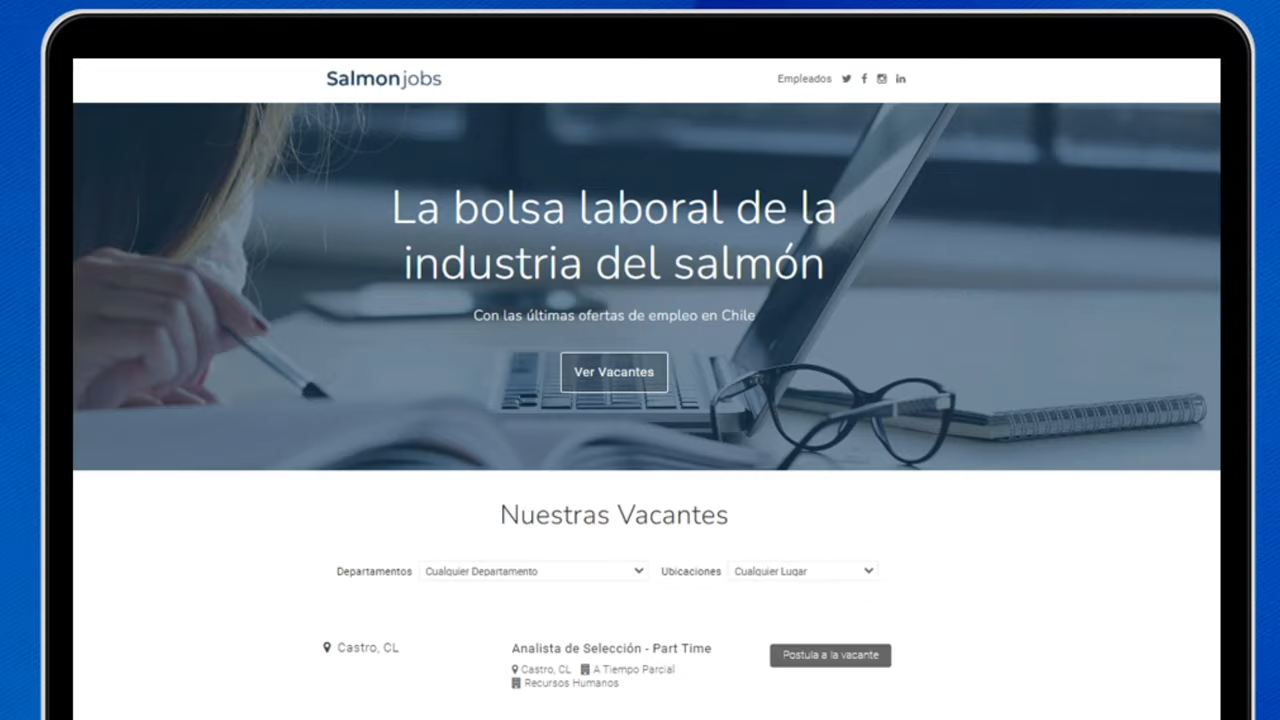 Salmonjobs
Empleados
La bolsa laboral de la
industria del salmón
Con las últimas ofertas de empleo en Chile
Ver Vacantes
Nuestras Vacantes
Departamentos Cualquier Departamento Ubicaciones Cualquier Lugar
Castro, CL
Analista de Selección - Part Time
Castro, CL A Tiempo Parcial
Recursos Humanos
Postula a la vacante